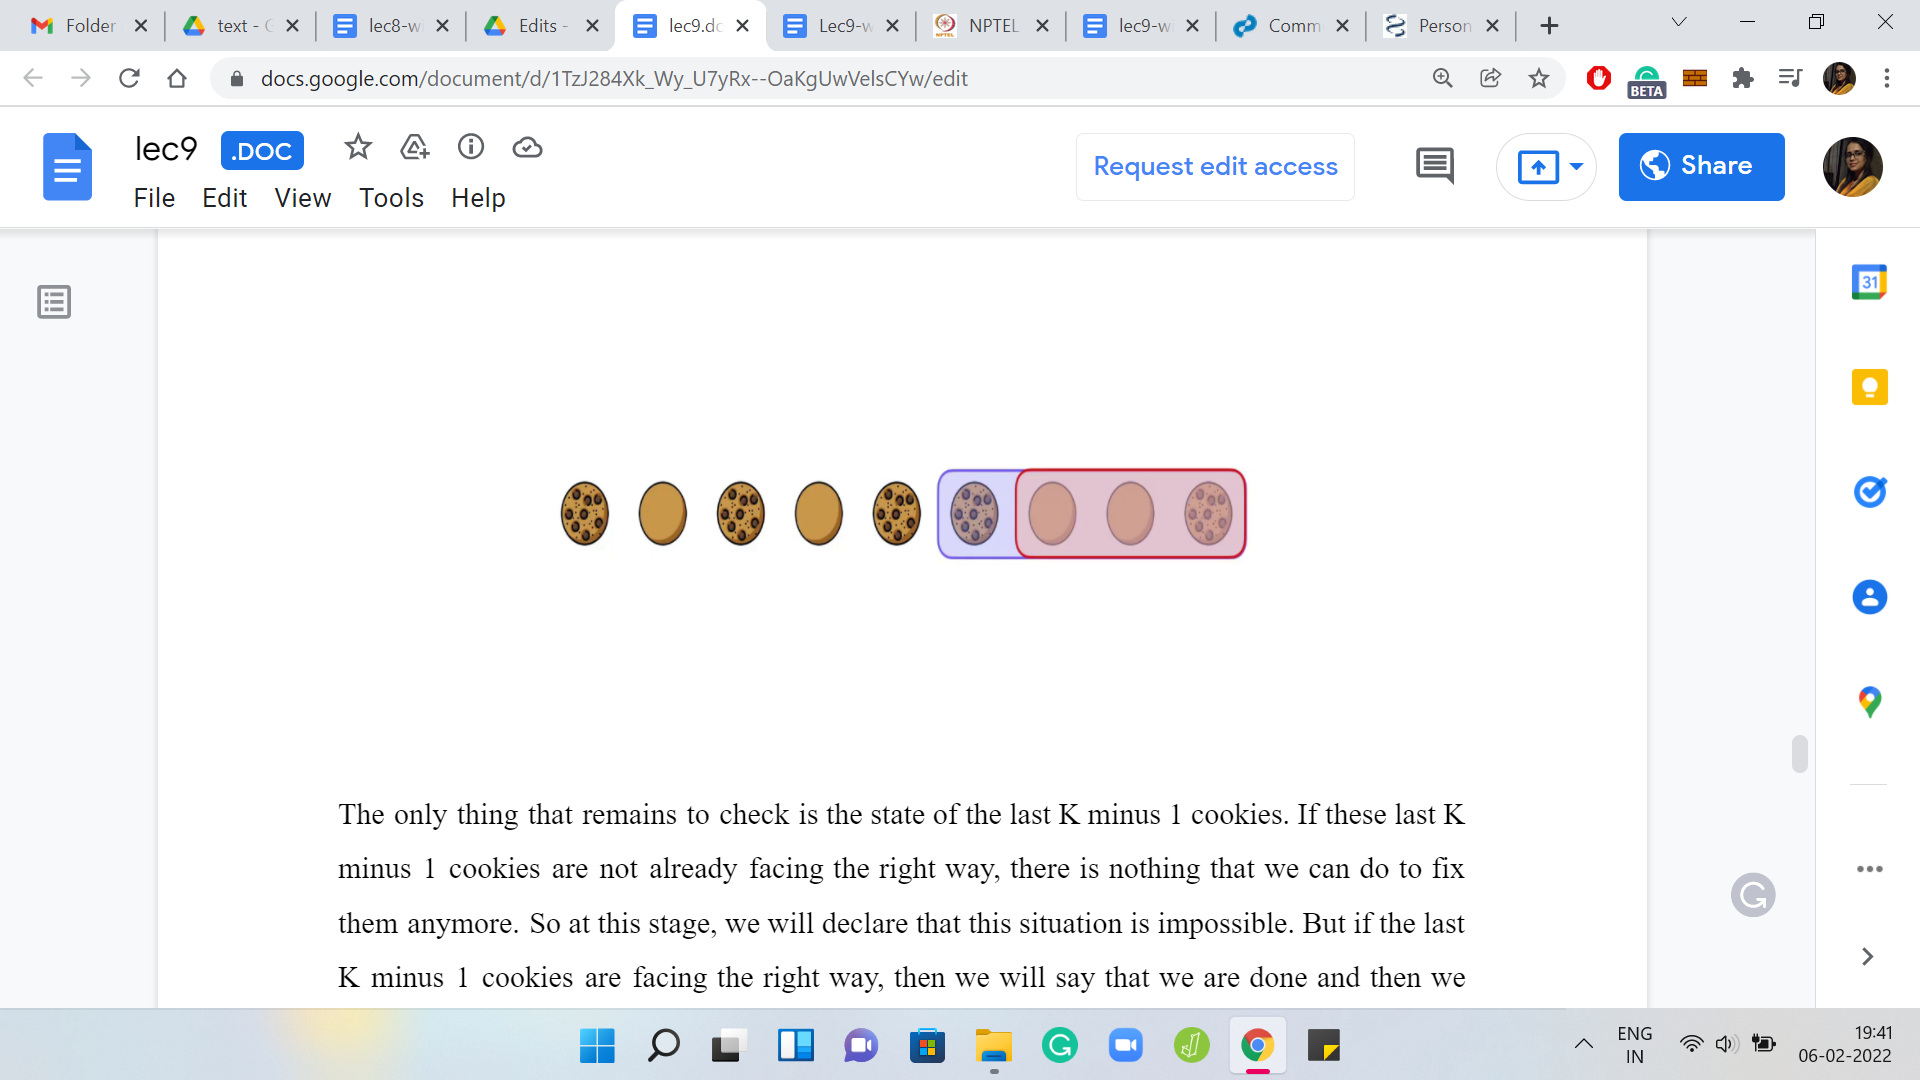 Folder
text - G
lec8-w
Edits -
lec9.dc
Lec9-w
NPTEL
lec9-w
Comm
Person
docs.google.com/document/d/1TzJ284Xk_Wy_U7yRx--OaKgUwVelsCYw/edit
BETA
lec9 .DOC
Request edit access
Share
File Edit View Tools Help
31
The only thing that remains to check is the state of the last K minus 1 cookies. If these last K
minus 1 cookies are not already facing the right way, there is nothing that we can do to fix
them anymore. So at this stage, we will declare that this situation is impossible. But if the last
K minus 1 cookies are facing the right way, then we will say that we are done and then we
ENG
IN
19:41
06-02-2022